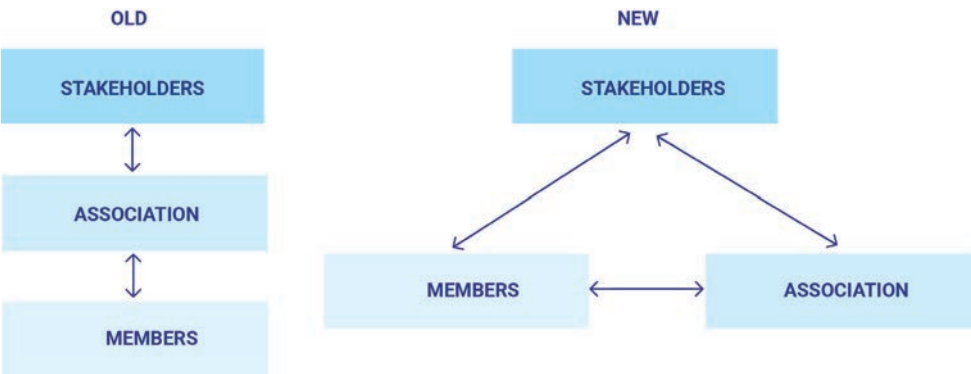 OLD
STAKEHOLDERS
ASSOCIATION
MEMBERS
NEW
STAKEHOLDERS
MEMBERS
ASSOCIATION